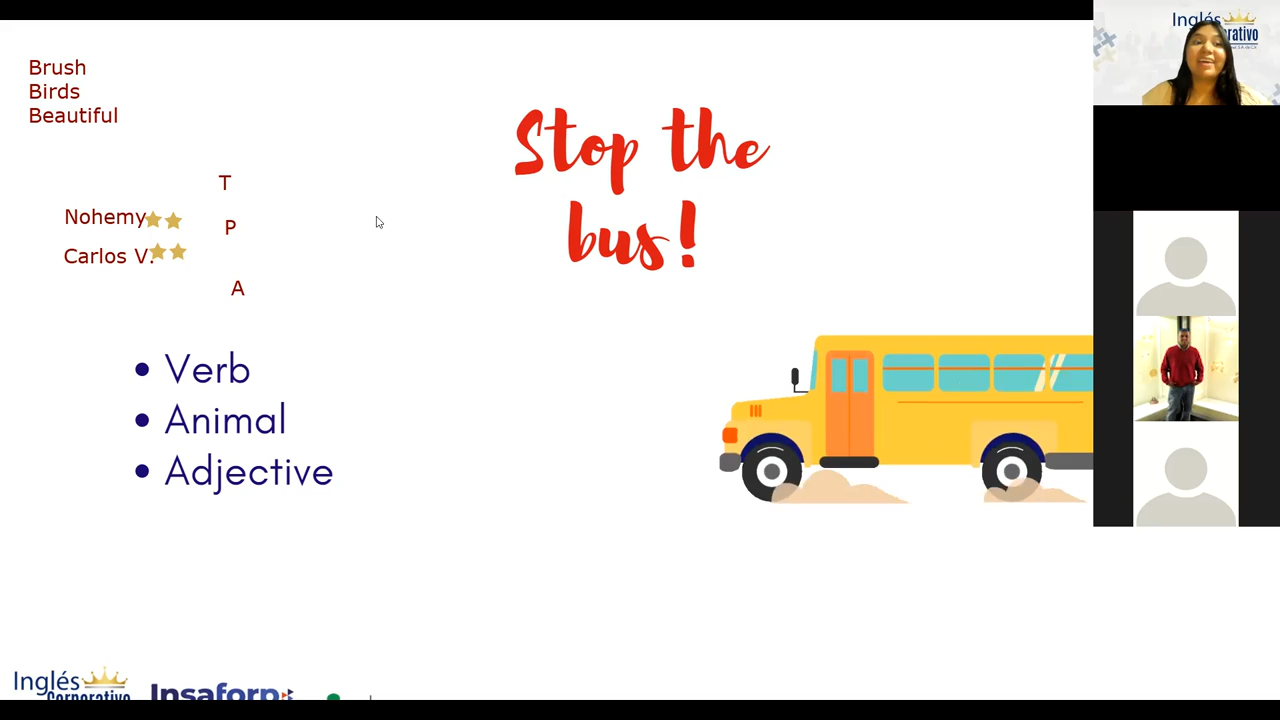 Brush
Birds
Beautiful
Stop the
bus!
T
Nohemy
P
Carlos V.
A
• Verb
• Animal
• Adjective
Inglés
Corporativo
Insaforp
Inglés